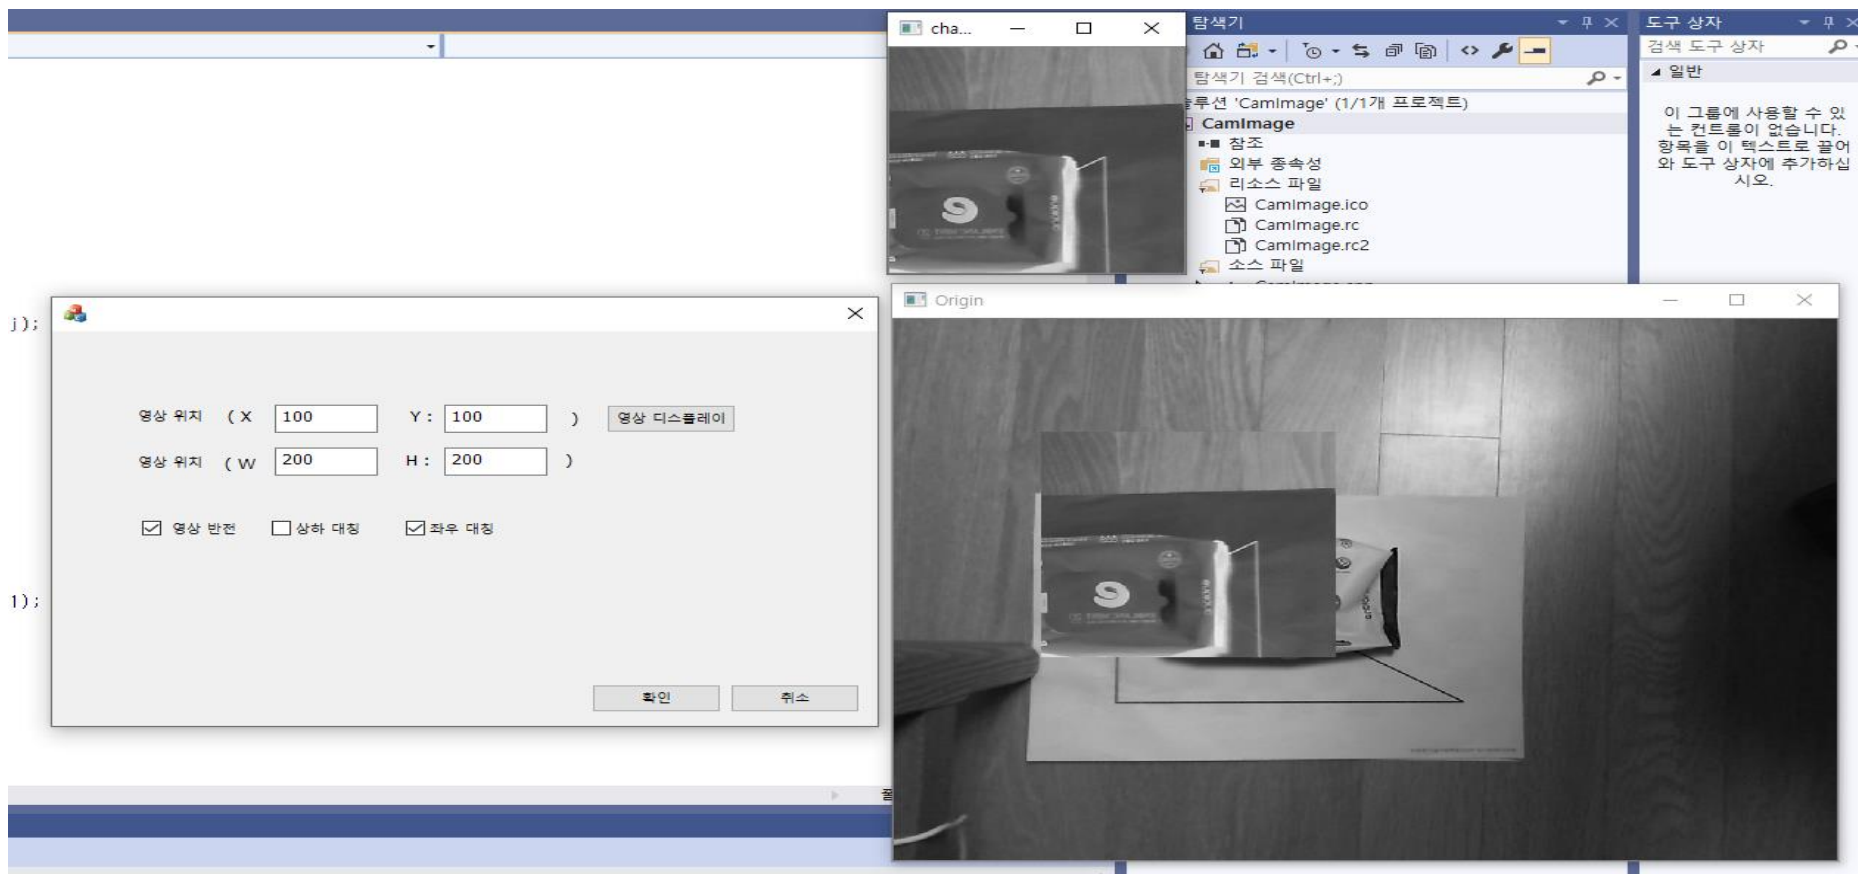 cha...
탐색기
도구 상자
탐색기 검색(Ctrl+;)
검색 도구 상자
일반
루션 'CamImage' (1/1개 프로젝트)
CamImage
참조
외부 종속성
리소스 파일
CamImage.ico
CamImage.rc
CamImage.rc2
소스 파일
이 그룹에 사용할 수 있
는 컨트롤이 없습니다.
항목을 이 텍스트로 끌어
와 도구 상자에 추가하십
시오.
Origin
j);
영상 위치 ( X 100 Y : 100 ) 영상 디스플레이
영상 위치 ( W 200 H : 200 )
영상 반전 상하 대칭 좌우 대칭
1);
확인 취소